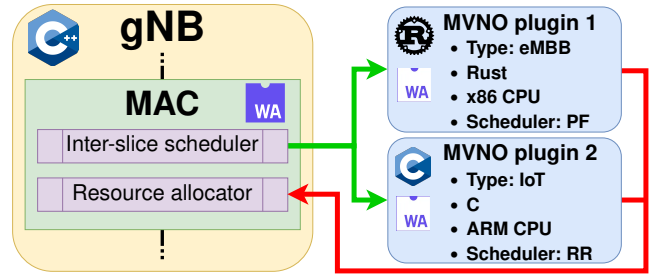 C++
gNB
MAC
WA
Inter-slice scheduler
Resource allocator
R
MVNO plugin 1
WA
• Type: eMBB
• Rust
• x86 CPU
• Scheduler: PF
C
MVNO plugin 2
WA
• Type: IoT
• C
• ARM CPU
• Scheduler: RR